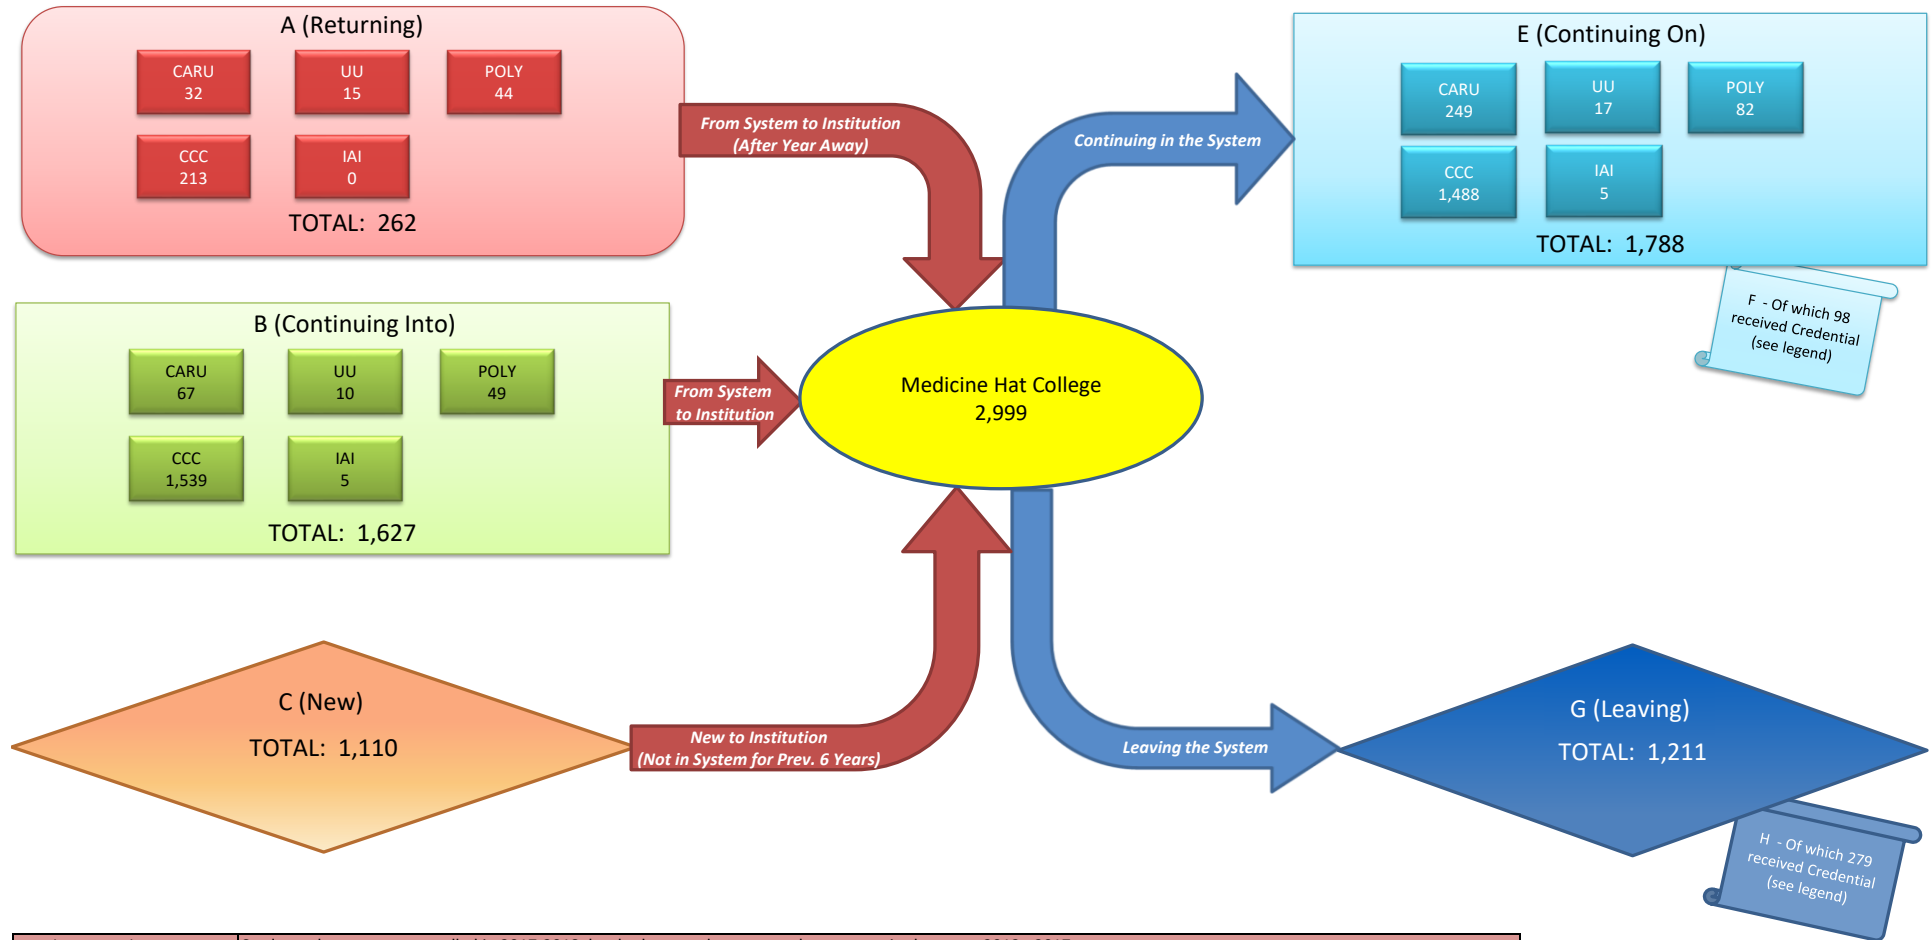 A (Returning)
CARU
32
UU
15
POLY
44
CCC
213
IAI
0
TOTAL: 262
From System to Institution
(After Year Away)
B (Continuing Into)
CARU
67
UU
10
POLY
49
CCC
1,539
IAI
5
TOTAL: 1,627
From System
to Institution
C (New)
TOTAL: 1,110
New to Institution
(Not in System for Prev. 6 Years)
Medicine Hat College
2,999
Continuing in the System
E (Continuing On)
CARU
249
UU
17
POLY
82
CCC
1,488
IAI
5
TOTAL: 1,788
F - Of which 98
received Credential
(see legend)
Leaving the System
G (Leaving)
TOTAL: 1,211
H - Of which 279
received Credential
(see legend)